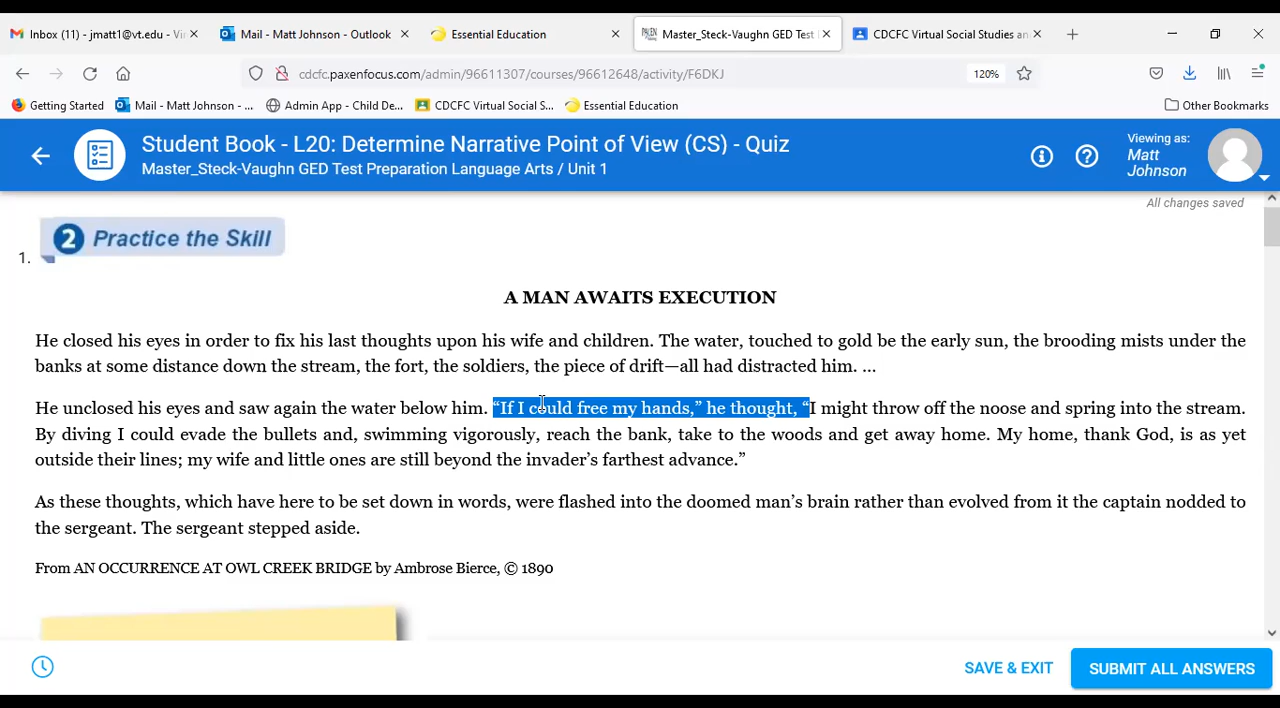 Inbox (11) - jmatt1@vt.edu - Vir
Mail - Matt Johnson - Outlook
Essential Education
Master_Steck-Vaughn GED Test
CDCFC Virtual Social Studies an
cdcfc.paxenfocus.com/admin/96611307/courses/96612648/activity/F6DKJ
120%
Getting Started
Mail - Matt Johnson - ...
Admin App - Child De...
CDCFC Virtual Social S...
Essential Education
Other Bookmarks
Student Book - L20: Determine Narrative Point of View (CS) - Quiz
Master_Steck-Vaughn GED Test Preparation Language Arts / Unit 1
Viewing as:
Matt
Johnson
All changes saved
1.
2 Practice the Skill
A MAN AWAITS EXECUTION
He closed his eyes in order to fix his last thoughts upon his wife and children. The water, touched to gold be the early sun, the brooding mists under the
banks at some distance down the stream, the fort, the soldiers, the piece of drift—all had distracted him. ...
He unclosed his eyes and saw again the water below him. “If I could free my hands,” he thought, “I might throw off the noose and spring into the stream.
By diving I could evade the bullets and, swimming vigorously, reach the bank, take to the woods and get away home. My home, thank God, is as yet
outside their lines; my wife and little ones are still beyond the invader’s farthest advance.”
As these thoughts, which have here to be set down in words, were flashed into the doomed man’s brain rather than evolved from it the captain nodded to
the sergeant. The sergeant stepped aside.
From AN OCCURRENCE AT OWL CREEK BRIDGE by Ambrose Bierce, © 1890
SAVE & EXIT
SUBMIT ALL ANSWERS